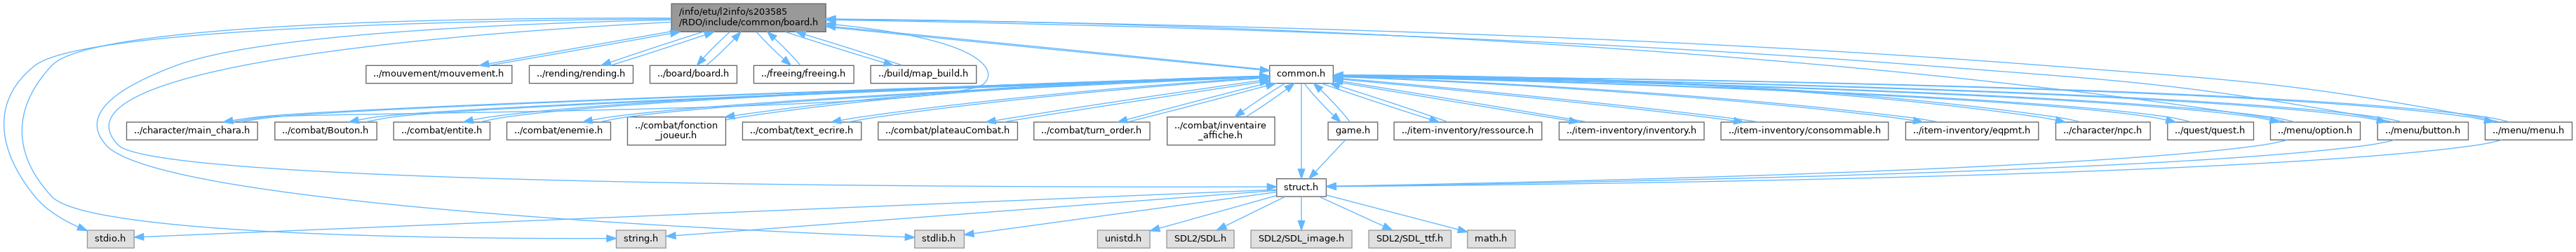 /info/etu/l2info/s203585
/RDO/include/common/board.h
../mouvement/mouvement.h
../rending/rending.h
../board/board.h
../freeing/freeing.h
../build/map_build.h
common.h
../character/main_chara.h
../combat/Bouton.h
../combat/entite.h
../combat/enemie.h
../combat/fonction
_joueur.h
../combat/text_ecrire.h
../combat/plateauCombat.h
../combat/turn_order.h
../combat/inventaire
_affiche.h
game.h
../item-inventory/ressource.h
../item-inventory/inventory.h
../item-inventory/consommable.h
../item-inventory/eqpmt.h
../character/npc.h
../quest/quest.h
../menu/option.h
../menu/button.h
../menu/menu.h
struct.h
stdio.h
string.h
stdlib.h
unistd.h
SDL2/SDL.h
SDL2/SDL_image.h
SDL2/SDL_ttf.h
math.h